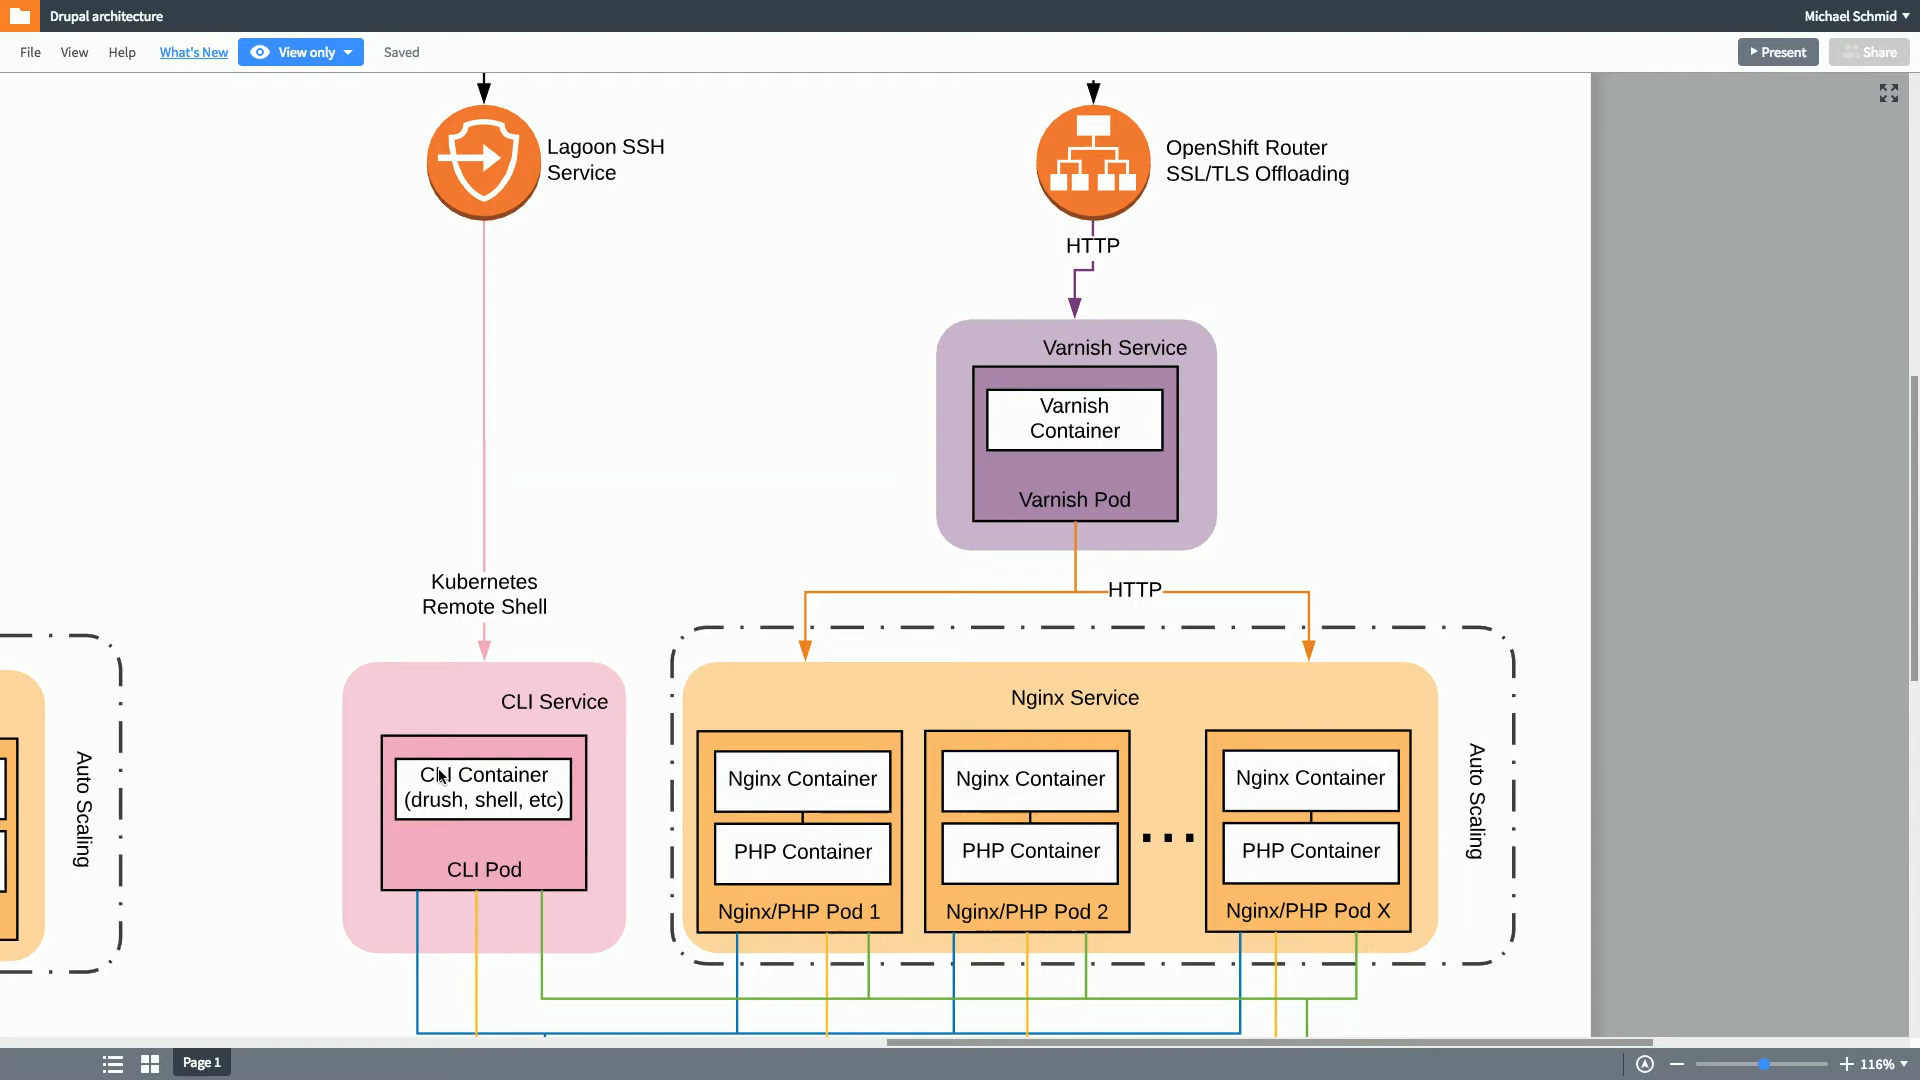 Drupal architecture
Michael Schmid
File
View
Help
What's New
View only
Saved
Present
Share
Lagoon SSH
Service
OpenShift Router
SSL/TLS Offloading
HTTP
Varnish Service
Varnish
Container
Varnish Pod
Kubernetes
Remote Shell
HTTP
Auto Scaling
CLI Service
CLI Container
(drush, shell, etc)
CLI Pod
Nginx Service
Nginx Container
PHP Container
Nginx/PHP Pod 1
Nginx Container
PHP Container
Nginx/PHP Pod 2
...
Nginx Container
PHP Container
Nginx/PHP Pod X
Auto Scaling
Page 1
116%